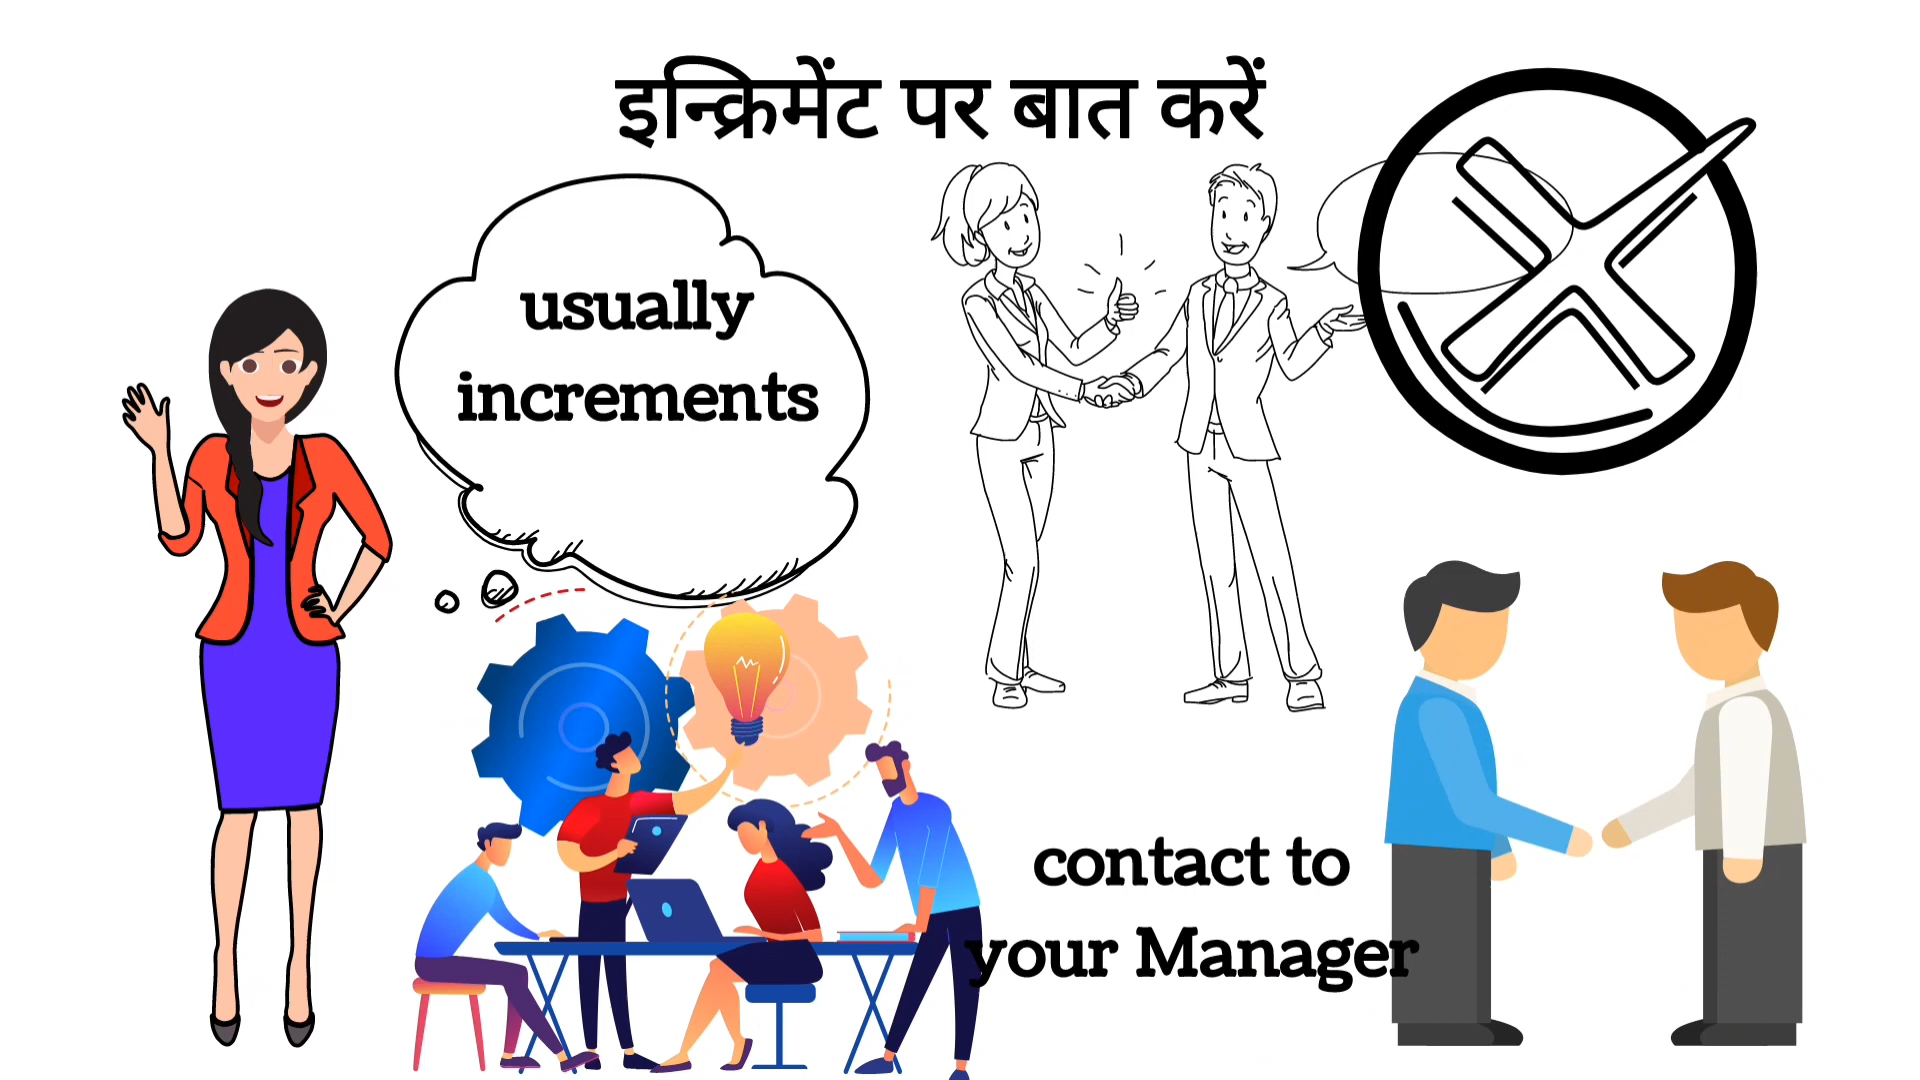 इन्क्रिमेंट पर बात करें
usually
increments
contact to
your Manager